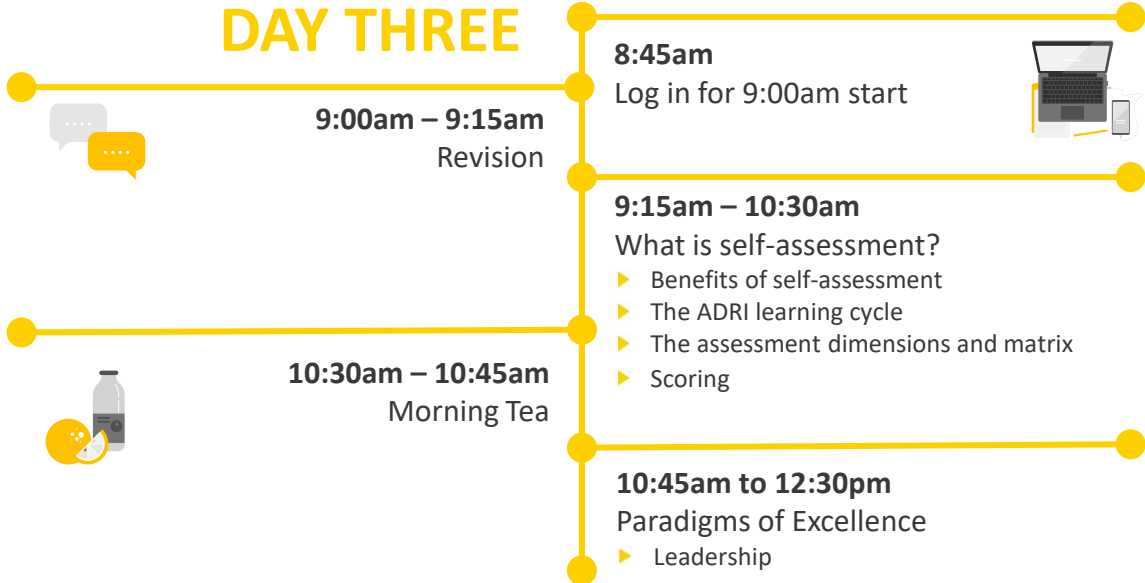 DAY THREE
8:45am
Log in for 9:00am start
9:00am – 9:15am
Revision
9:15am – 10:30am
What is self-assessment?
Benefits of self-assessment
The ADRI learning cycle
The assessment dimensions and matrix
Scoring
10:30am – 10:45am
Morning Tea
10:45am to 12:30pm
Paradigms of Excellence
Leadership